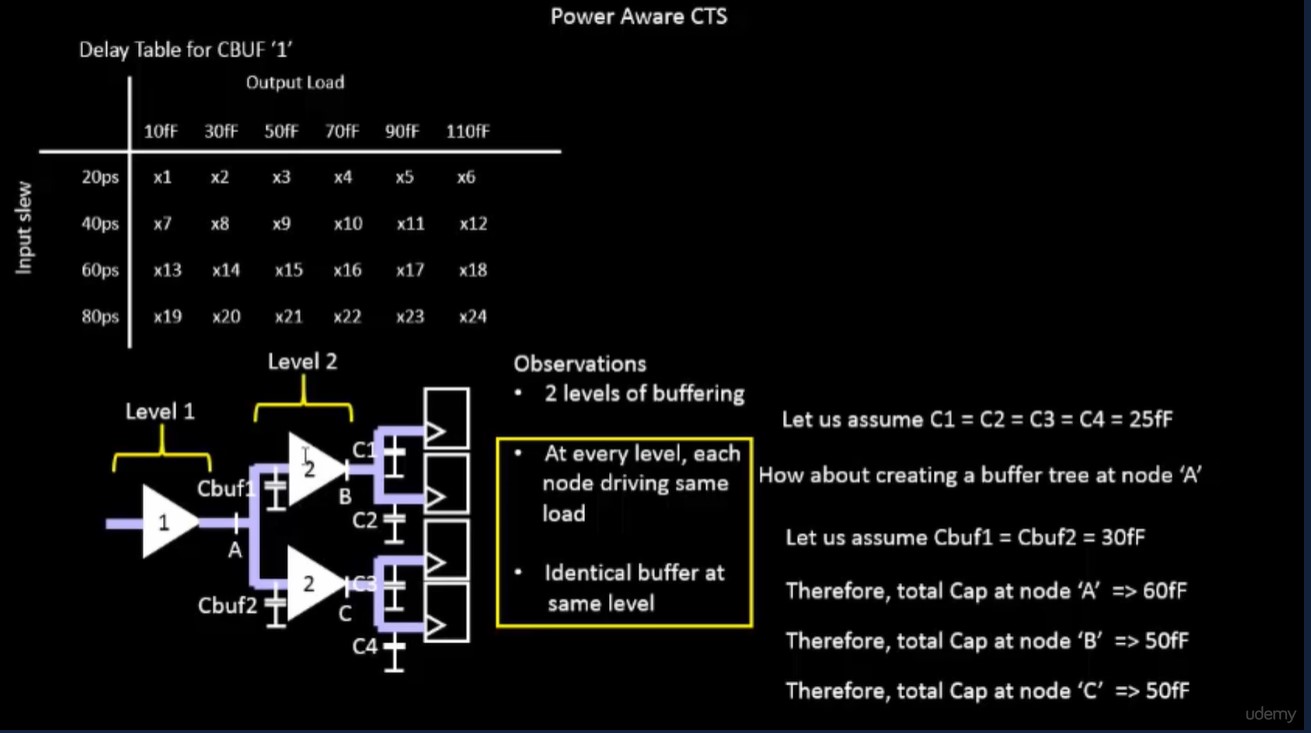 Power Aware CTS
Delay Table for CBUF ‘1’
Output Load
10fF 30fF 50fF 70fF 90fF 110fF
Input slew
20ps x1 x2 x3 x4 x5 x6
40ps x7 x8 x9 x10 x11 x12
60ps x13 x14 x15 x16 x17 x18
80ps x19 x20 x21 x22 x23 x24
Level 2
Level 1
Cbuf1
1
A
Cbuf2
2
B
2
C
C1
C2
C3
C4
Observations
• 2 levels of buffering
• At every level, each
node driving same
load
• Identical buffer at
same level
Let us assume C1 = C2 = C3 = C4 = 25fF
How about creating a buffer tree at node ‘A’
Let us assume Cbuf1 = Cbuf2 = 30fF
Therefore, total Cap at node ‘A’ => 60fF
Therefore, total Cap at node ‘B’ => 50fF
Therefore, total Cap at node ‘C’ => 50fF
udemy